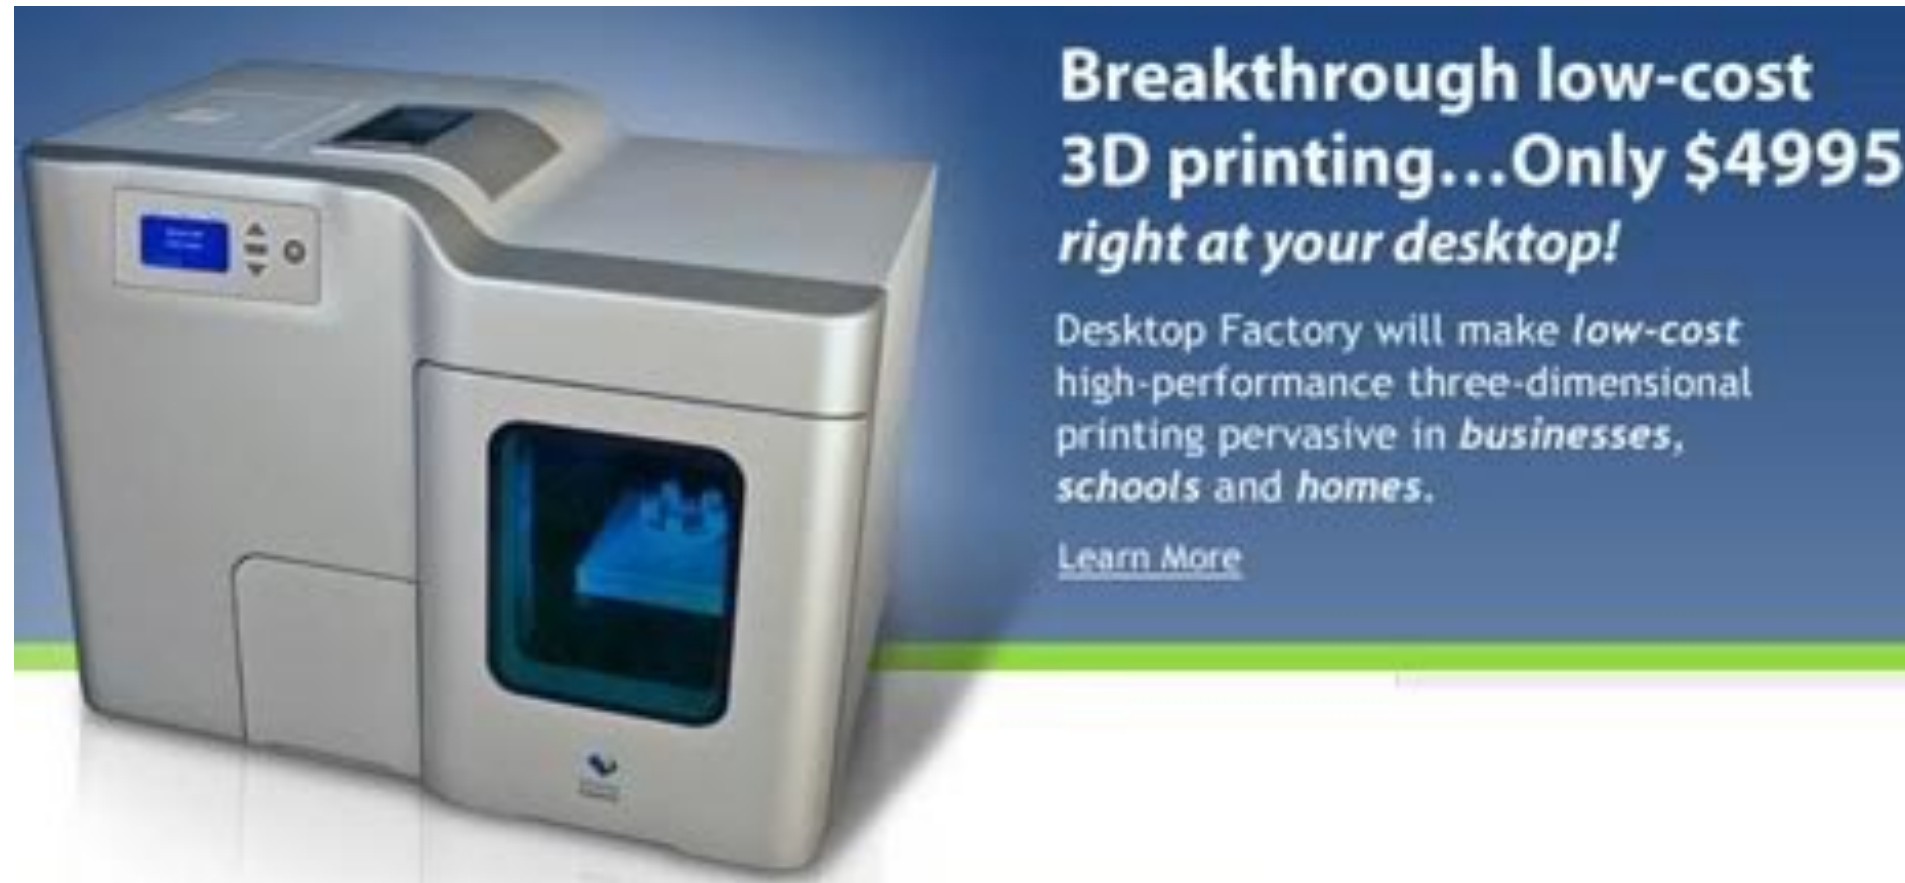 Breakthrough low-cost
3D printing...Only $4995
right at your desktop!
Desktop Factory will make low-cost
high-performance three-dimensional
printing pervasive in businesses,
schools and homes.
Learn More